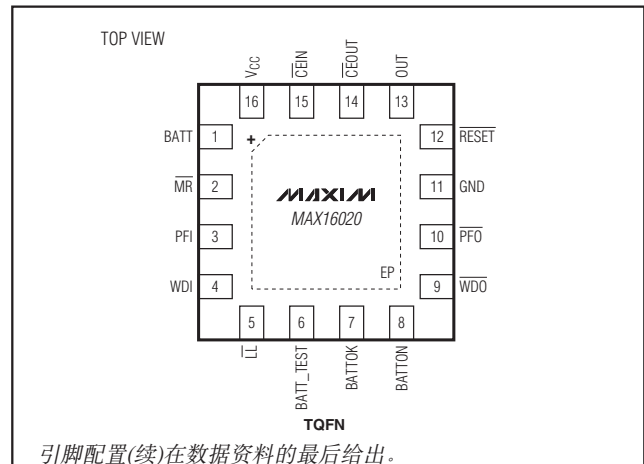 TOP VIEW
VCC
CEIN
CEOUT
OUT
16
15
14
13
BATT 1
12 RESET
MR 2
11 GND
PFI 3
10 PFO
WDI 4
9 WDO
+
MAXIM
MAX16020
EP
5
6
7
8
LL
BATT_TEST
BATTOK
BATTON
TQFN
引脚配置(续)在数据资料的最后给出。